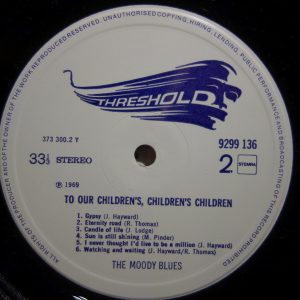 ALL RIGHTS OF THE PRODUCER AND OF THE OWNER OF THE WORK REPRODUCED RESERVED. UNAUTHORISED COPYING, HIRING, LENDING, PUBLIC PERFORMANCE AND BROADCASTING OF THIS RECORD PROHIBITED
THRESHOLD
373 300.2 Y
9299 136
33⅓ STEREO
2
STEMRA
℗ 1969
TO OUR CHILDREN'S, CHILDREN'S CHILDREN
1. Gypsy (J. Hayward)
2. Eternity road (R. Thomas)
3. Candle of life (J. Lodge)
4. Sun is still shining (M. Pinder)
5. I never thought I'd live to be a million (J. Hayward)
6. Watching and waiting (J. Hayward/R. Thomas)
THE MOODY BLUES